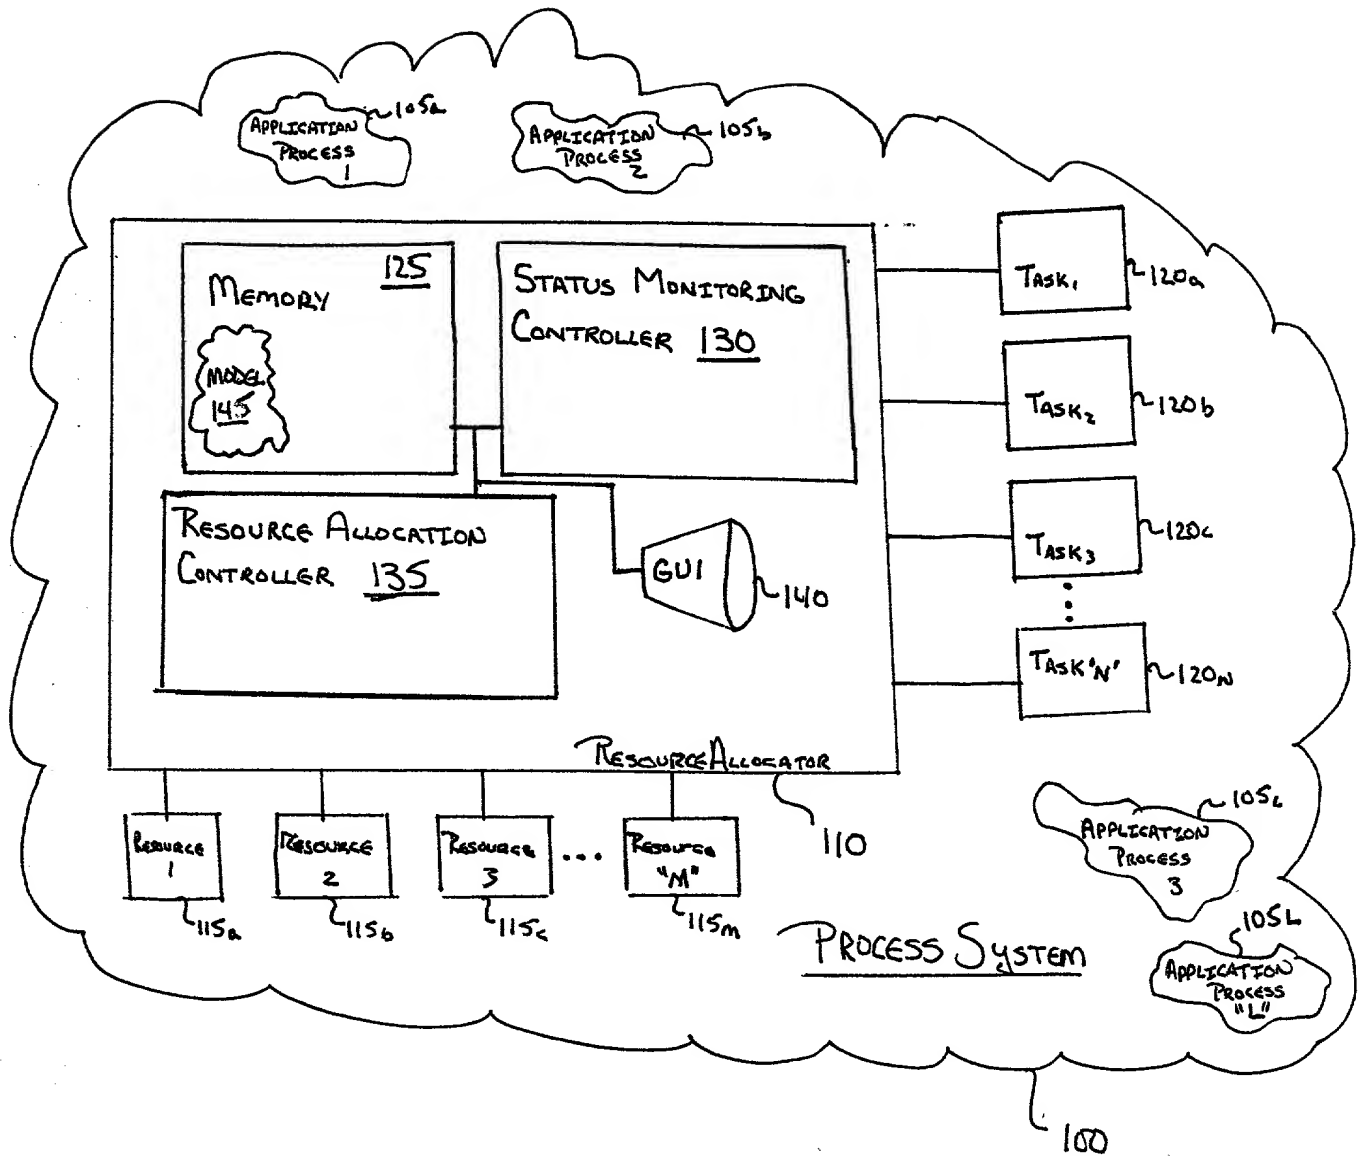 APPLICATION
PROCESS
1
105a
APPLICATION
PROCESS
2
105b
MEMORY
125
MODEL
145
STATUS MONITORING
CONTROLLER 130
RESOURCE ALLOCATION
CONTROLLER 135
GUI
140
TASK1
120a
TASK2
120b
TASK3
120c
TASK'N'
120N
RESOURCE ALLOCATOR
110
RESOURCE
1
115a
RESOURCE
2
115b
RESOURCE
3
115c
...
RESOURCE
"M"
115m
APPLICATION
PROCESS
3
105c
APPLICATION
PROCESS
"L"
105L
PROCESS SYSTEM
100